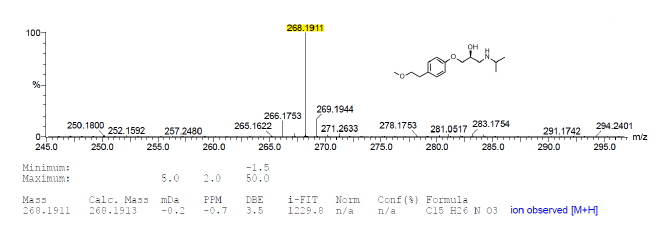 268.1911
100
%
0
250.1800
252.1592
257.2480
265.1622
266.1753
269.1944
271.2633
278.1753
281.0517
283.1754
291.1742
294.2401
245.0 250.0 255.0 260.0 265.0 270.0 275.0 280.0 285.0 290.0 295.0 m/z
O O OH H N
Minimum: -1.5
Maximum: 5.0 2.0 50.0
Mass Calc. Mass mDa PPM DBE i-FIT Norm Conf(%) Formula
268.1911 268.1913 -0.2 -0.7 3.5 1229.8 n/a n/a C15 H26 N O3 ion observed [M+H]